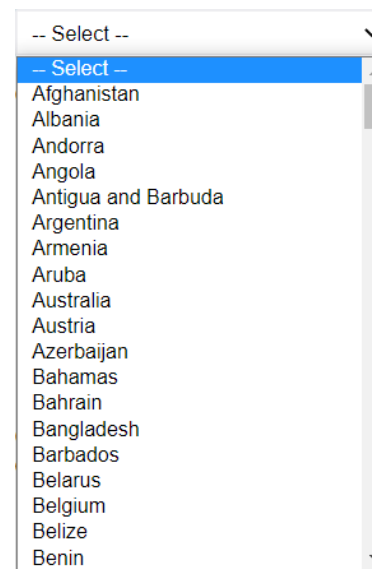 -- Select --
-- Select --
Afghanistan
Albania
Andorra
Angola
Antigua and Barbuda
Argentina
Armenia
Aruba
Australia
Austria
Azerbaijan
Bahamas
Bahrain
Bangladesh
Barbados
Belarus
Belgium
Belize
Benin